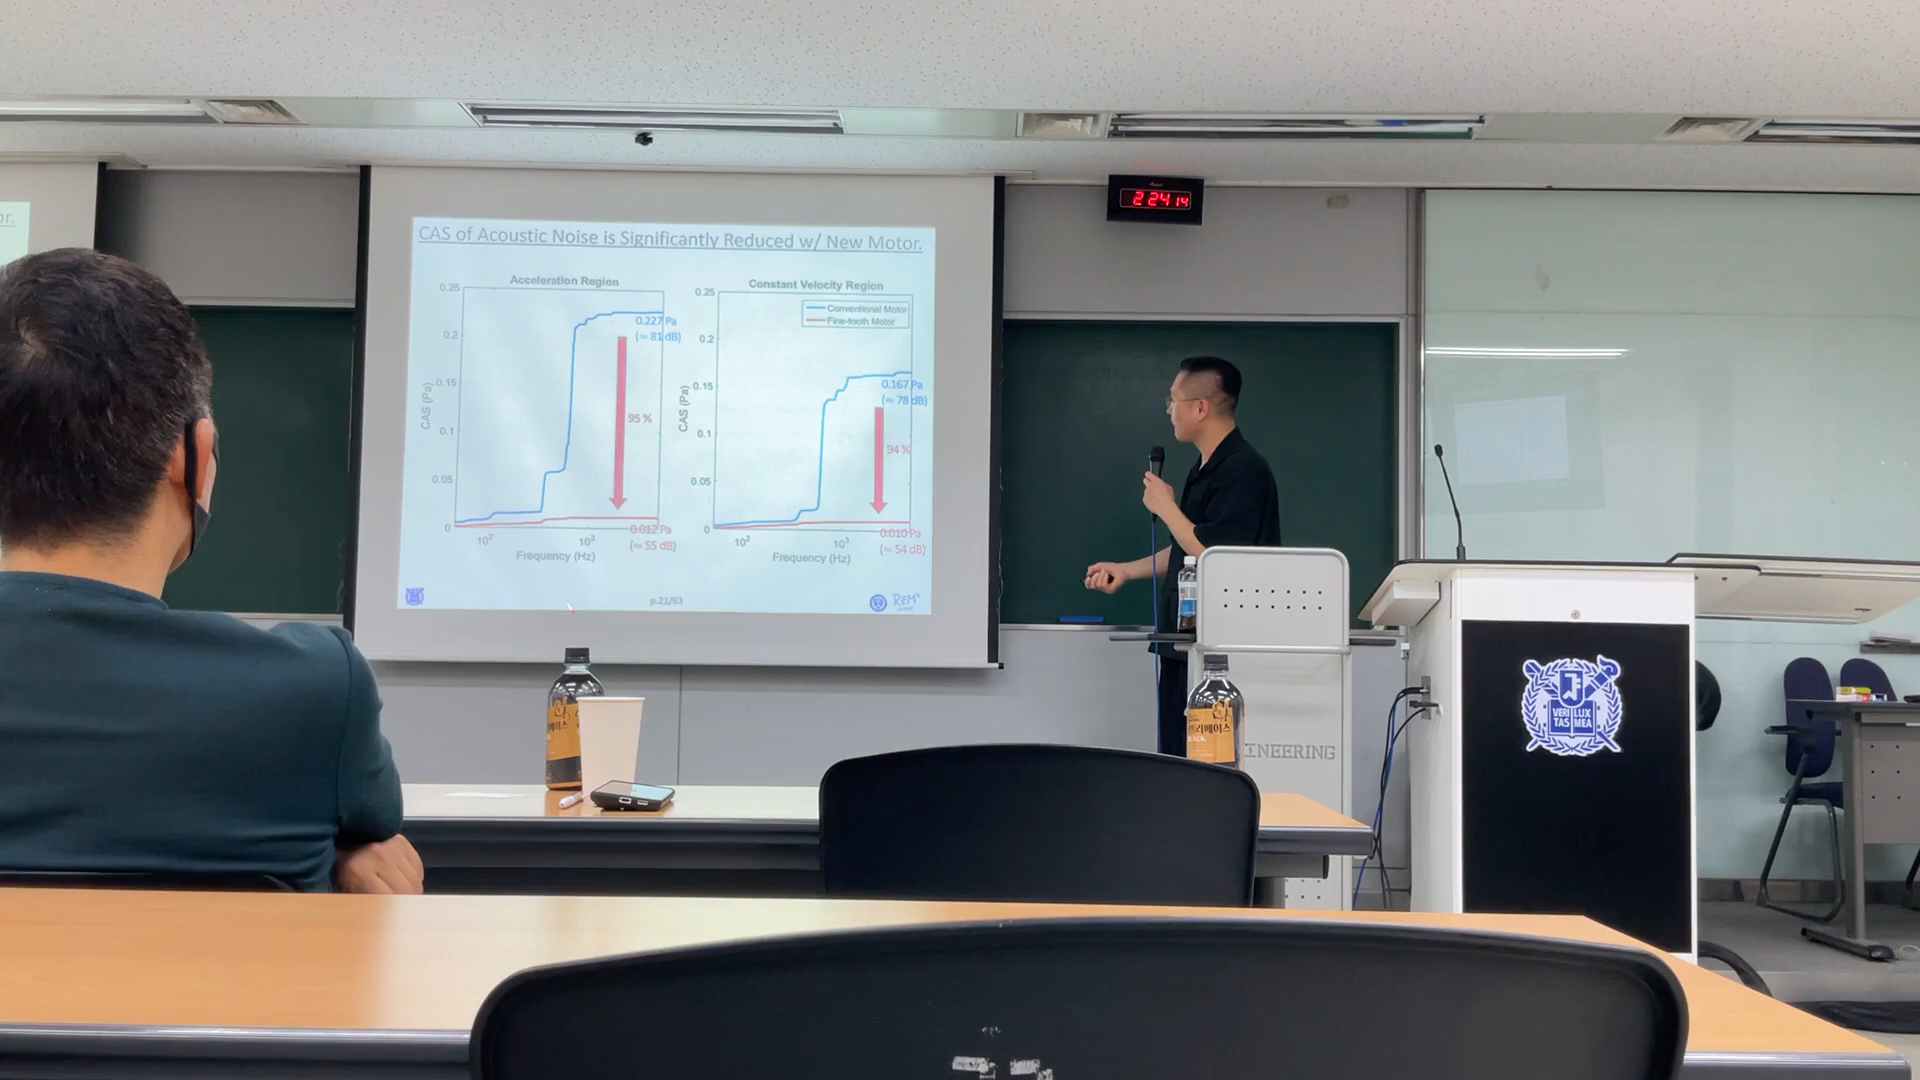 or.
CAS of Acoustic Noise is Significantly Reduced w/ New Motor.
Acceleration Region
0.25
0.2
0.15
0.1
0.05
0
CAS (Pa)
10²
10³
Frequency (Hz)
0.227 Pa
(≈ 81 dB)
95 %
0.012 Pa
(≈ 55 dB)
Constant Velocity Region
0.25
0.2
0.15
0.1
0.05
0
CAS (Pa)
10²
10³
Frequency (Hz)
Conventional Motor
Fine-tooth Motor
0.167 Pa
(≈ 78 dB)
94 %
0.010 Pa
(≈ 54 dB)
p.21/63
REM²
22414
INEERING
VERI LUX
TAS MEA